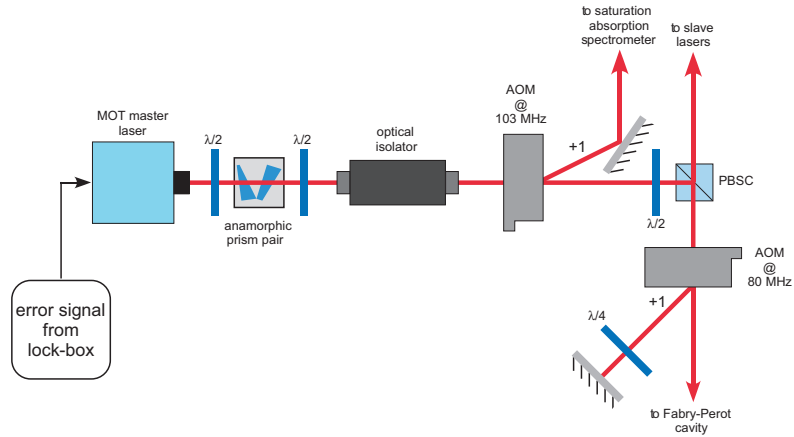 to saturation
absorption
spectrometer
to slave
lasers
AOM
@
103 MHz
MOT master
laser
λ/2
λ/2
optical
isolator
+1
anamorphic
prism pair
λ/2
PBSC
AOM
@
80 MHz
+1
λ/4
error signal
from
lock-box
to Fabry-Perot
cavity